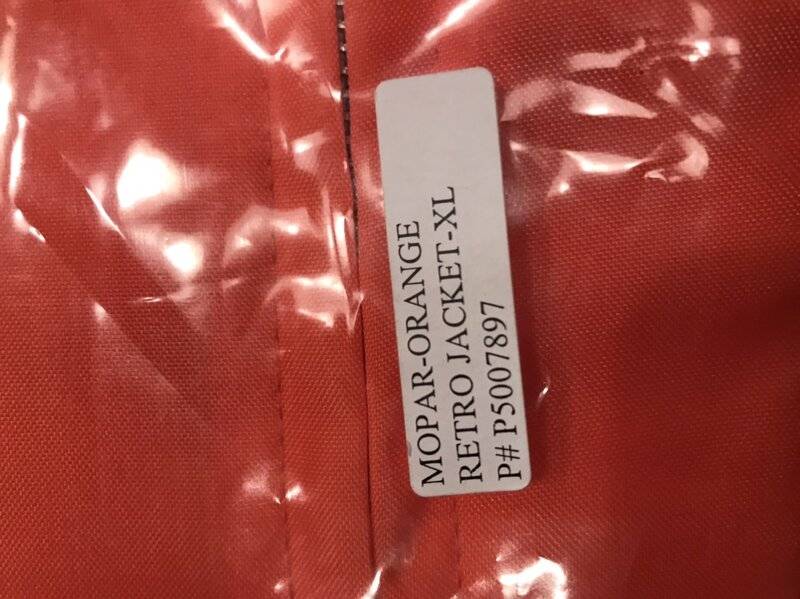 MOPAR-ORANGE
RETRO JACKET-XL
P# P5007897